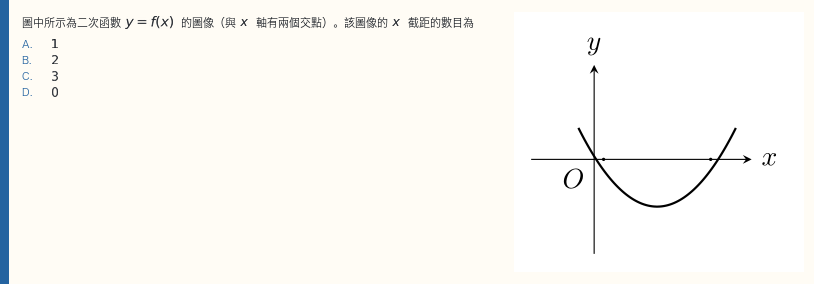 圖中所示為二次函數 y = f(x) 的圖像（與 x 軸有兩個交點）。該圖像的 x 截距的數目為
A. 1
B. 2
C. 3
D. 0
y
x
O